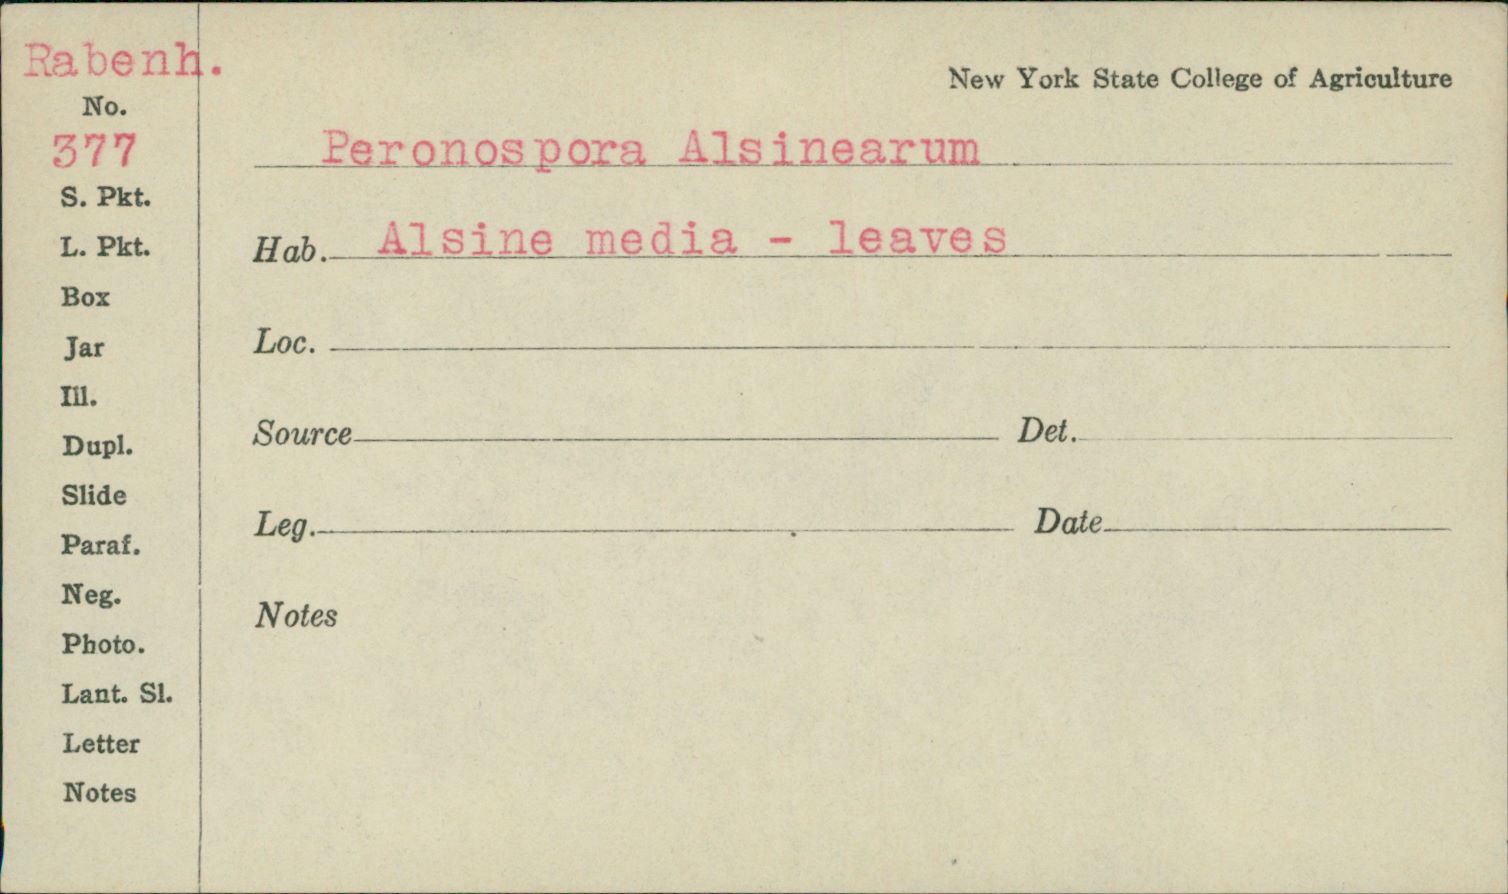 Rabenh.
No.
377
S. Pkt.
L. Pkt.
Box
Jar
Ill.
Dupl.
Slide
Paraf.
Neg.
Photo.
Lant. Sl.
Letter
Notes
New York State College of Agriculture
Peronospora Alsinearum
Hab. Alsine media - leaves
Loc.
Source Det.
Leg. Date
Notes